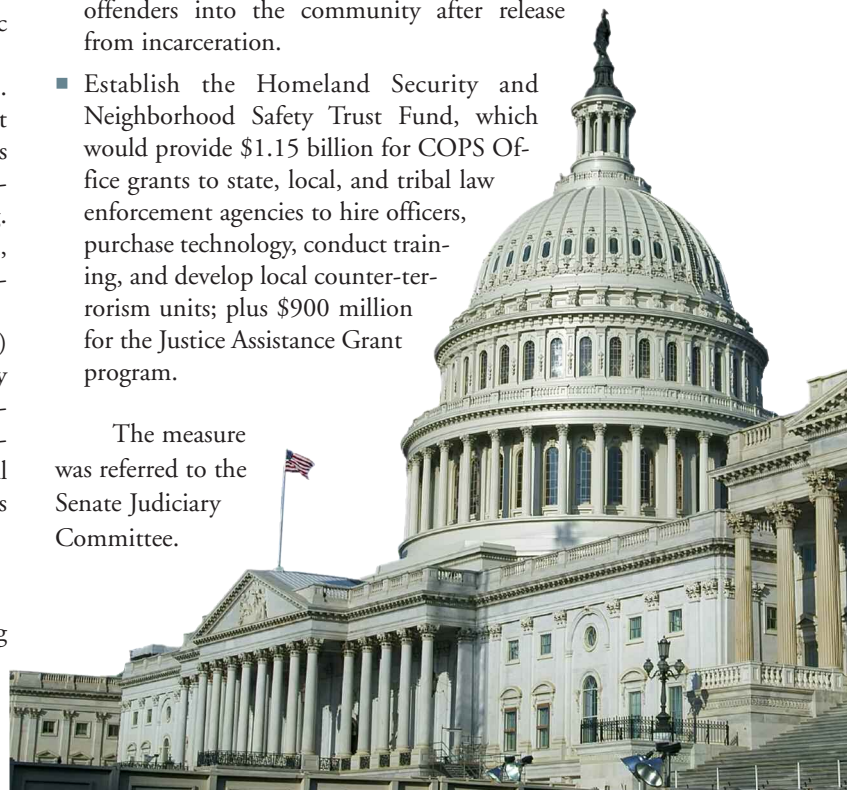 offenders into the community after release
from incarceration.
■ Establish the Homeland Security and
Neighborhood Safety Trust Fund, which
would provide $1.15 billion for COPS Of-
fice grants to state, local, and tribal law
enforcement agencies to hire officers,
purchase technology, conduct train-
ing, and develop local counter-ter-
rorism units; plus $900 million
for the Justice Assistance Grant
program.
The measure
was referred to the
Senate Judiciary
Committee.